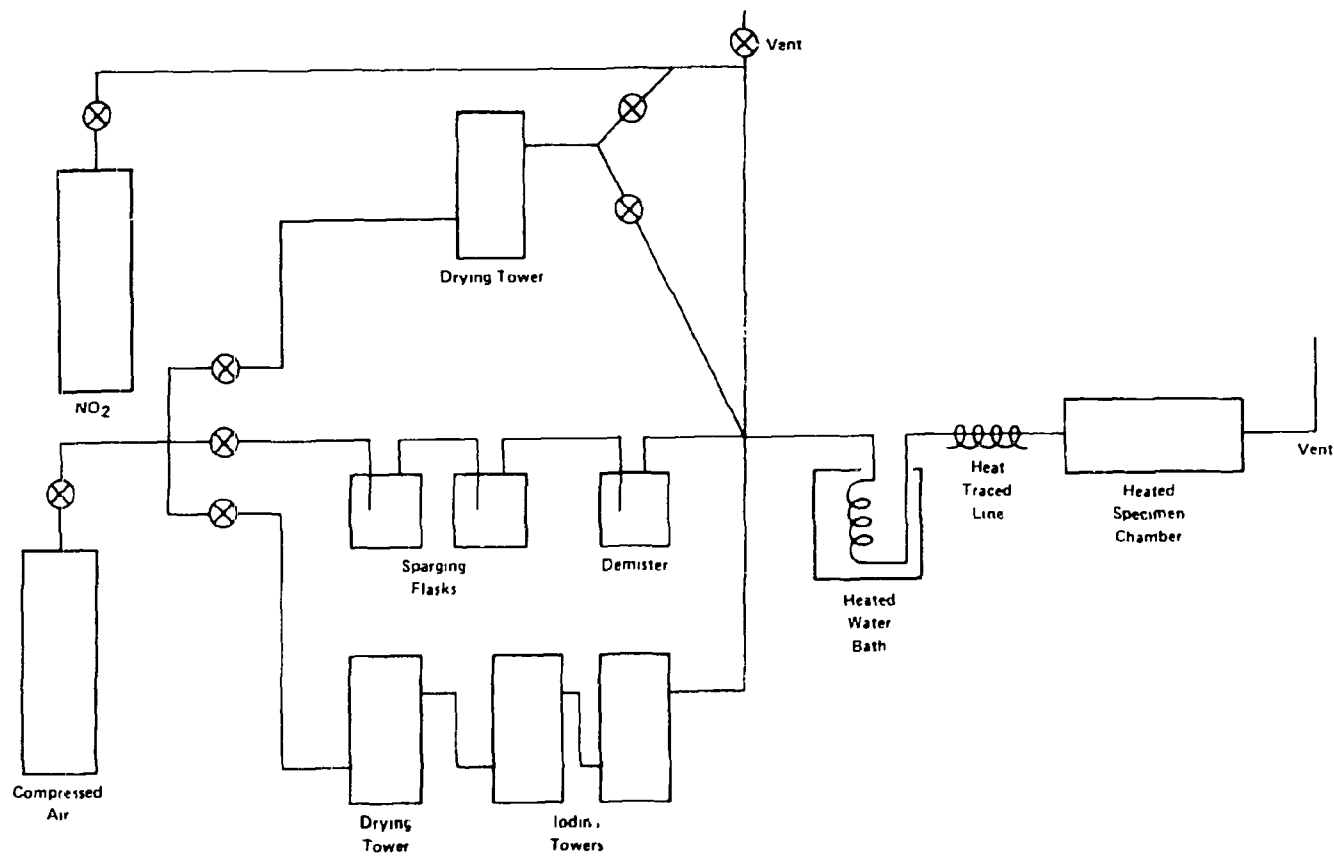 Vent
Drying Tower
NO2
Vent
Heat
Traced
Line
Heated
Specimen
Chamber
Sparging
Flasks
Demister
Heated
Water
Bath
Compressed
Air
Drying
Tower
Towers